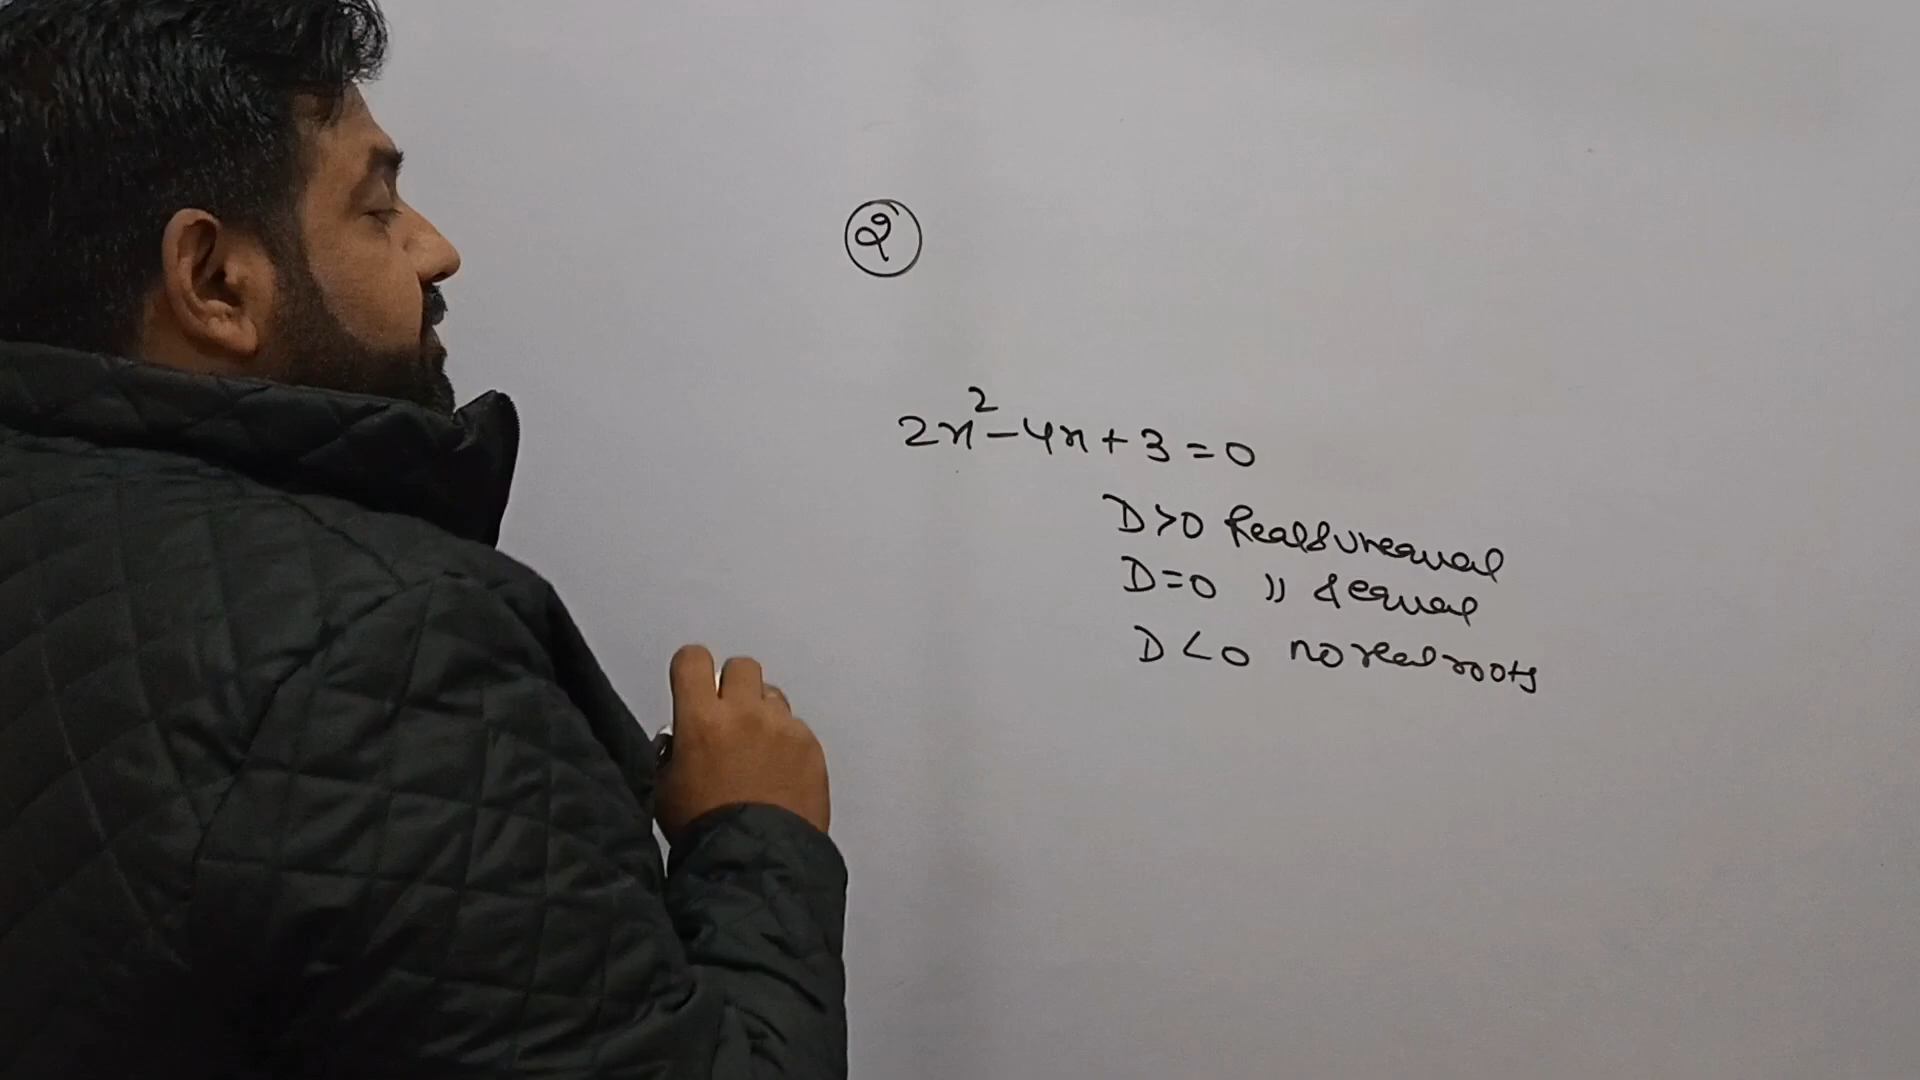 2
2x² - 4x + 3 = 0
D > 0 Real & unequal
D = 0 〃 & equal
D < 0 no real roots